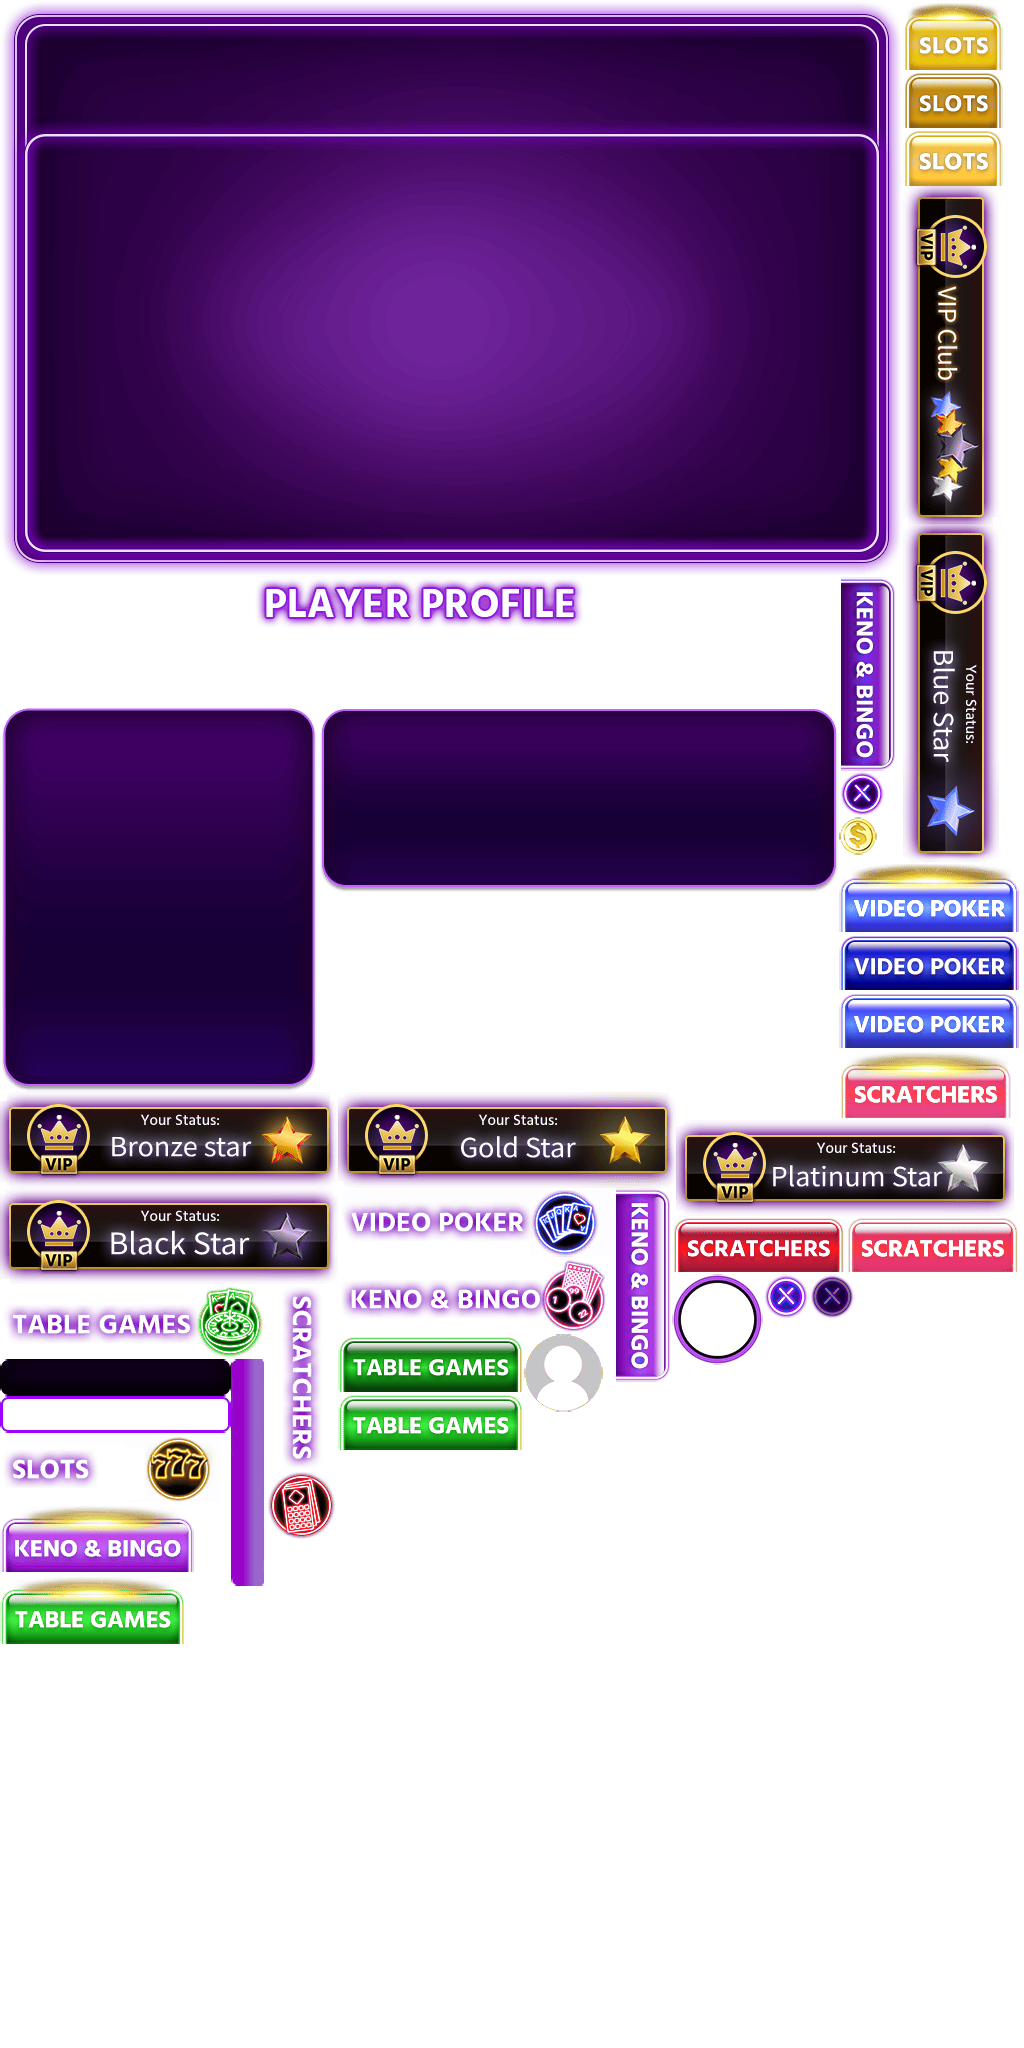 SLOTS
SLOTS
SLOTS
VIP
VIP Club
PLAYER PROFILE
KENO & BINGO
VIP
Your Status:
Blue Star
$
VIDEO POKER
VIDEO POKER
VIDEO POKER
SCRATCHERS
Your Status:
Bronze star
VIP
Your Status:
Gold Star
VIP
Your Status:
Platinum Star
VIP
Your Status:
Black Star
VIP
VIDEO POKER
KENO & BINGO
KENO & BINGO
SCRATCHERS
SCRATCHERS
TABLE GAMES
SCRATCHERS
TABLE GAMES
TABLE GAMES
SLOTS
777
KENO & BINGO
TABLE GAMES